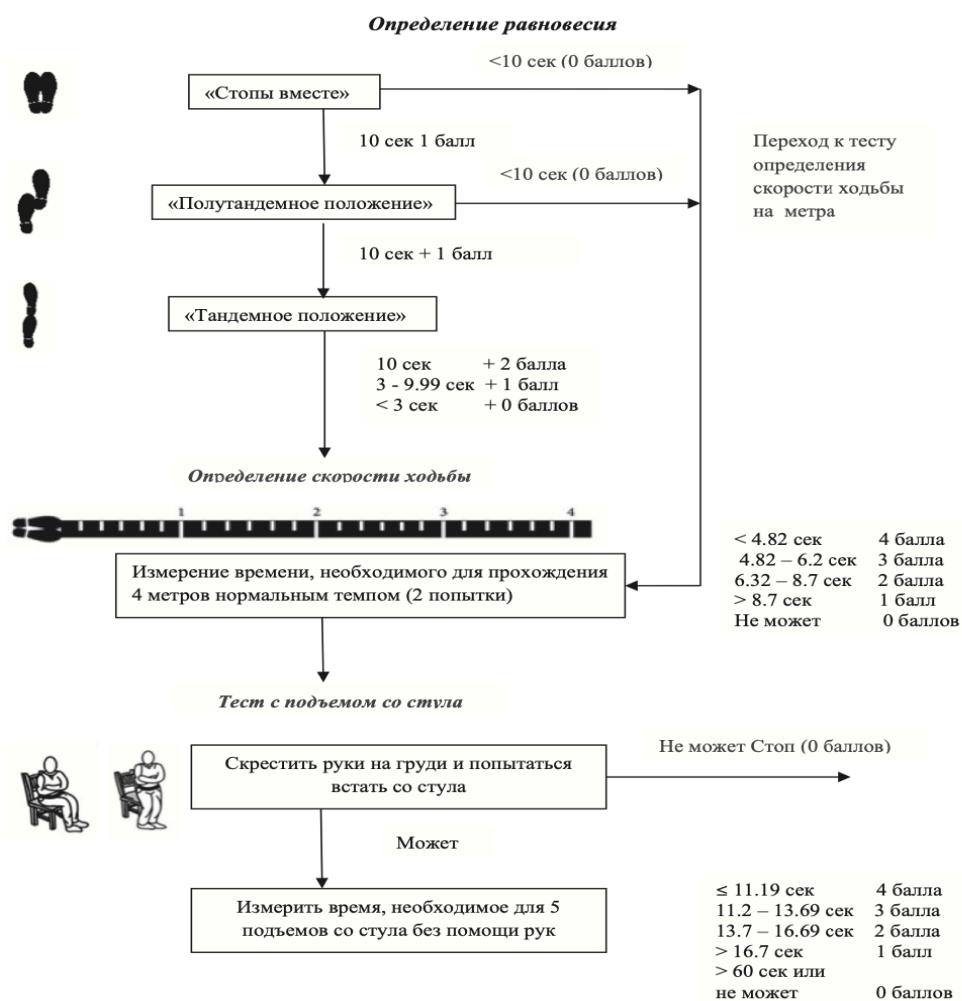 Определение равновесия
<10 сек (0 баллов)
«Стопы вместе»
10 сек 1 балл
<10 сек (0 баллов)
«Полутандемное положение»
Переход к тесту
определения
скорости ходьбы
на метра
10 сек + 1 балл
«Тандемное положение»
10 сек + 2 балла
3 - 9.99 сек + 1 балл
< 3 сек + 0 баллов
Определение скорости ходьбы
1 2 3 4
Измерение времени, необходимого для прохождения
4 метров нормальным темпом (2 попытки)
< 4.82 сек 4 балла
4.82 – 6.2 сек 3 балла
6.32 – 8.7 сек 2 балла
> 8.7 сек 1 балл
Не может 0 баллов
Тест с подъемом со стула
Скрестить руки на груди и попытаться
встать со стула
Не может Стоп (0 баллов)
Может
Измерить время, необходимое для 5
подъемов со стула без помощи рук
≤ 11.19 сек 4 балла
11.2 – 13.69 сек 3 балла
13.7 – 16.69 сек 2 балла
> 16.7 сек 1 балл
> 60 сек или
не может 0 баллов